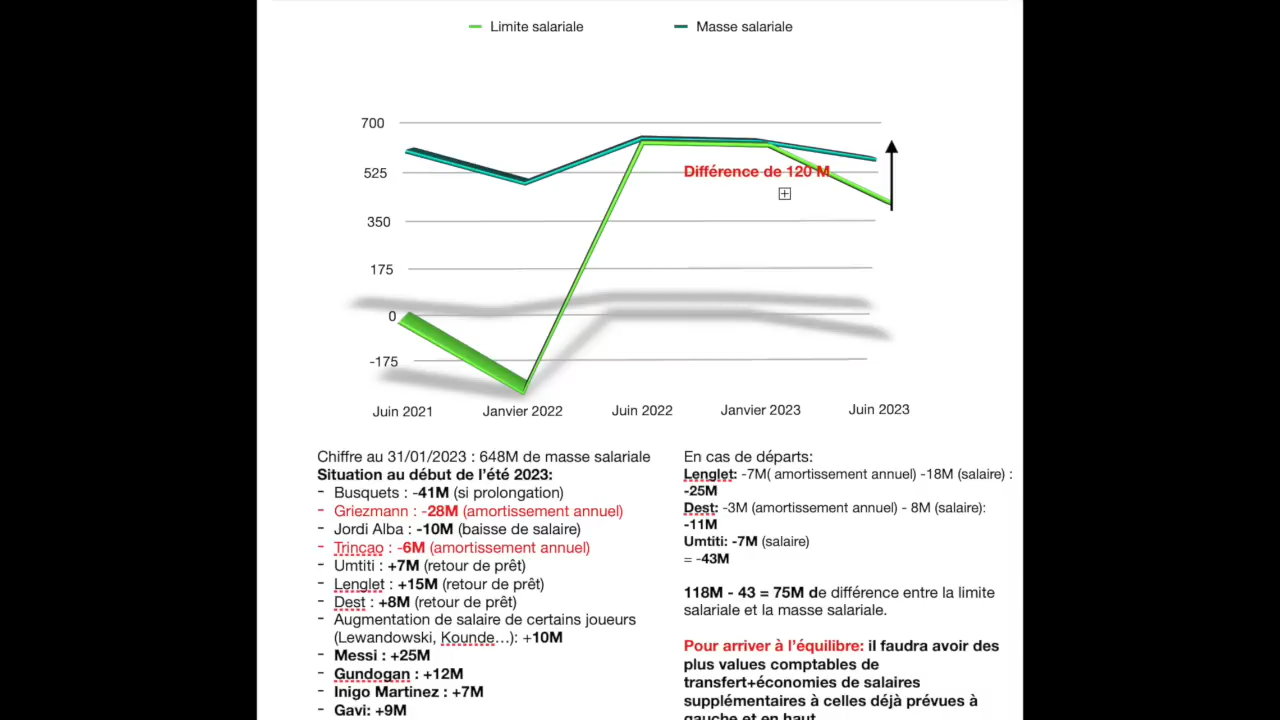 Limite salariale
Masse salariale
700
525
350
175
0
-175
Différence de 120 M
Juin 2021
Janvier 2022
Juin 2022
Janvier 2023
Juin 2023
Chiffre au 31/01/2023 : 648M de masse salariale
Situation au début de l'été 2023:
- Busquets : -41M (si prolongation)
- Griezmann : -28M (amortissement annuel)
- Jordi Alba : -10M (baisse de salaire)
- Trinçao : -6M (amortissement annuel)
- Umtiti : +7M (retour de prêt)
- Lenglet : +15M (retour de prêt)
- Dest : +8M (retour de prêt)
- Augmentation de salaire de certains joueurs
(Lewandowski, Kounde…): +10M
- Messi : +25M
- Gundogan : +12M
- Inigo Martinez : +7M
- Gavi: +9M
En cas de départs:
Lenglet: -7M( amortissement annuel) -18M (salaire) :
-25M
Dest: -3M (amortissement annuel) - 8M (salaire):
-11M
Umtiti: -7M (salaire)
= -43M
118M - 43 = 75M de différence entre la limite
salariale et la masse salariale.
Pour arriver à l'équilibre: il faudra avoir des
plus values comptables de
transfert+économies de salaires
supplémentaires à celles déjà prévues à
gauche et en haut